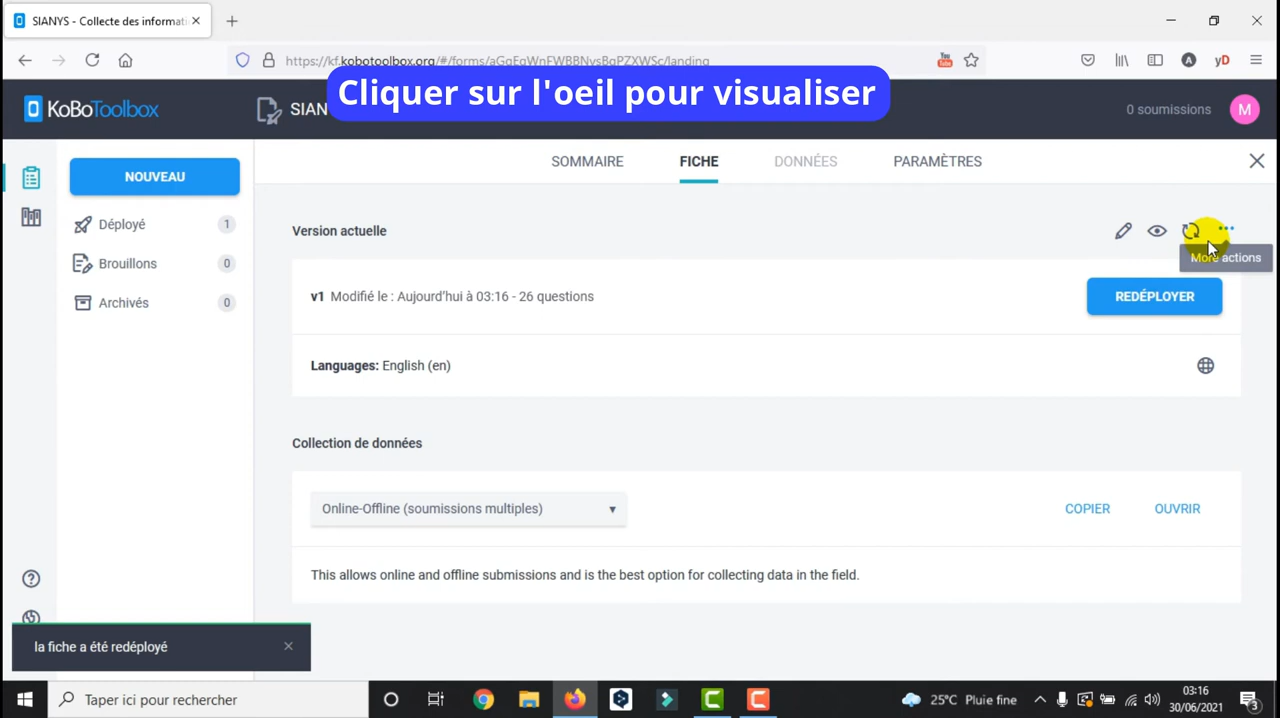 SIANYS - Collecte des informati
https://kf.kobotoolbox.org/#/forms/aGqEqWnFWBBNvsBqPZXWSc/landing
yD
Cliquer sur l'oeil pour visualiser
KoBoToolbox
SIAN
0 soumissions
M
NOUVEAU
SOMMAIRE
FICHE
DONNÉES
PARAMÈTRES
Déployé 1
Brouillons 0
Archivés 0
Version actuelle
More actions
v1 Modifié le : Aujourd'hui à 03:16 - 26 questions
REDÉPLOYER
Languages: English (en)
Collection de données
Online-Offline (soumissions multiples)
COPIER
OUVRIR
This allows online and offline submissions and is the best option for collecting data in the field.
la fiche a été redéployé
Taper ici pour rechercher
25°C Pluie fine
03:16
30/06/2021
3